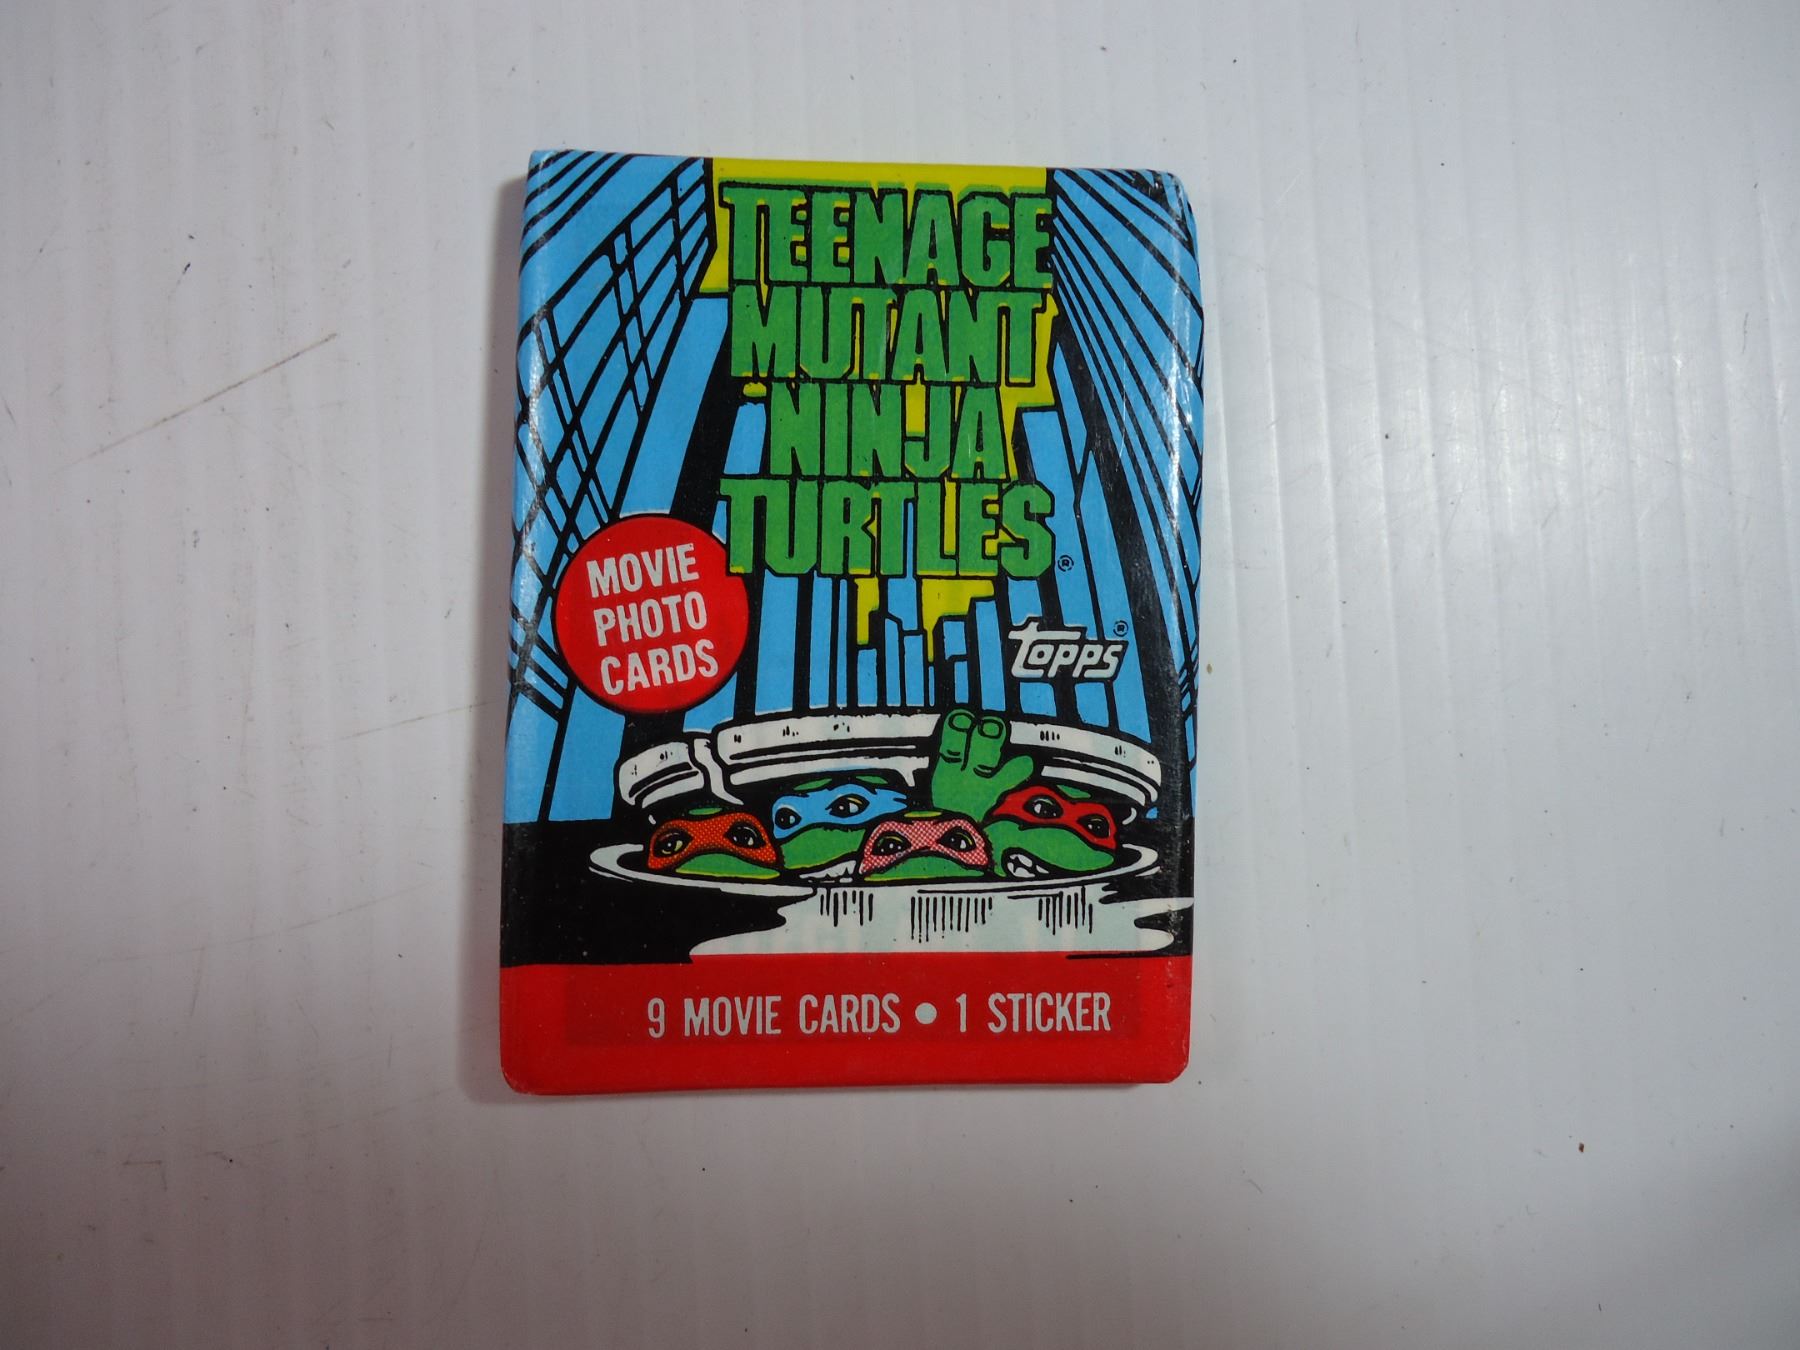 TEENAGE
MUTANT
NINJA
TURTLES®
MOVIE
PHOTO
CARDS
topps®
9 MOVIE CARDS • 1 STICKER